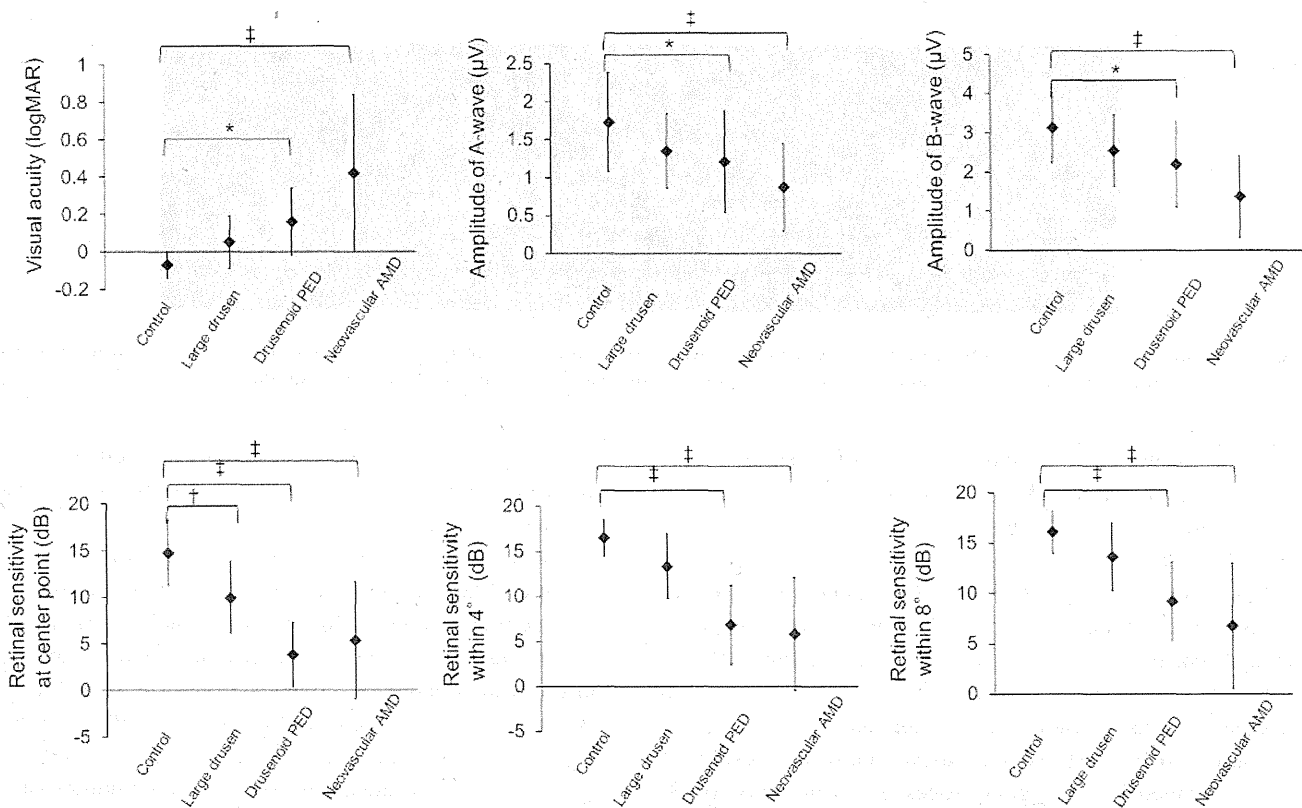 ‡
*
Visual acuity (logMAR)
1
0.8
0.6
0.4
0.2
0
-0.2
Control
Large drusen
Drusenoid PED
Neovascular AMD
‡
*
Amplitude of A-wave (μV)
2.5
2
1.5
1
0.5
0
Control
Large drusen
Drusenoid PED
Neovascular AMD
‡
*
Amplitude of B-wave (μV)
5
4
3
2
1
0
Control
Large drusen
Drusenoid PED
Neovascular AMD
‡
‡
†
Retinal sensitivity
at center point (dB)
20
15
10
5
0
-5
Control
Large drusen
Drusenoid PED
Neovascular AMD
‡
‡
Retinal sensitivity
within 4° (dB)
20
15
10
5
0
-5
Control
Large drusen
Drusenoid PED
Neovascular AMD
‡
‡
Retinal sensitivity
within 8° (dB)
20
15
10
5
0
Control
Large drusen
Drusenoid PED
Neovascular AMD